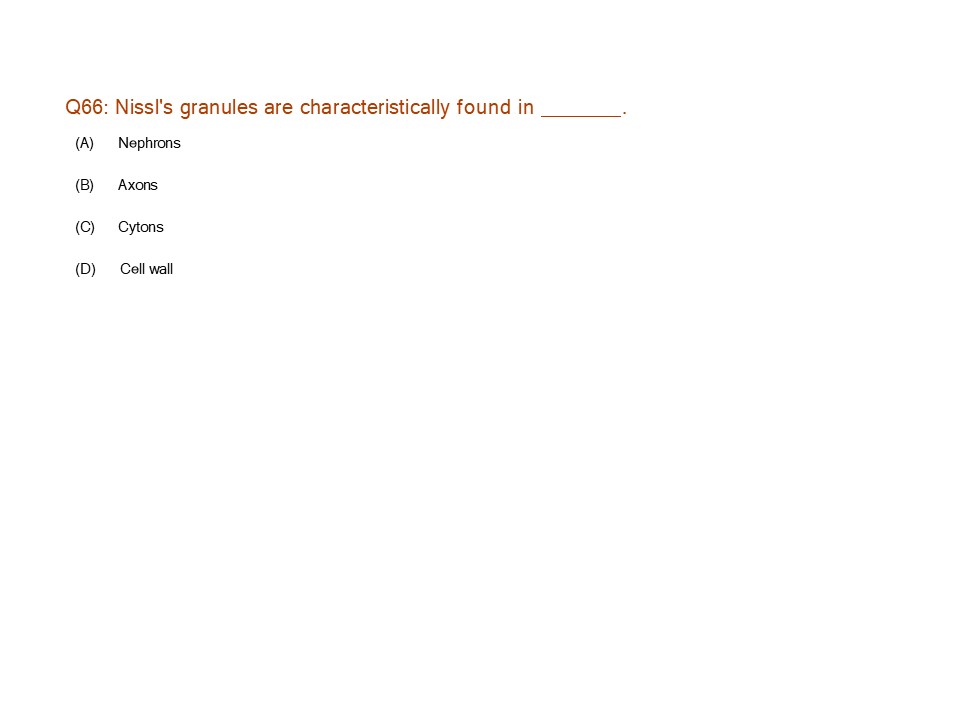 Q66: Nissl's granules are characteristically found in _______.
(A) Nephrons
(B) Axons
(C) Cytons
(D) Cell wall